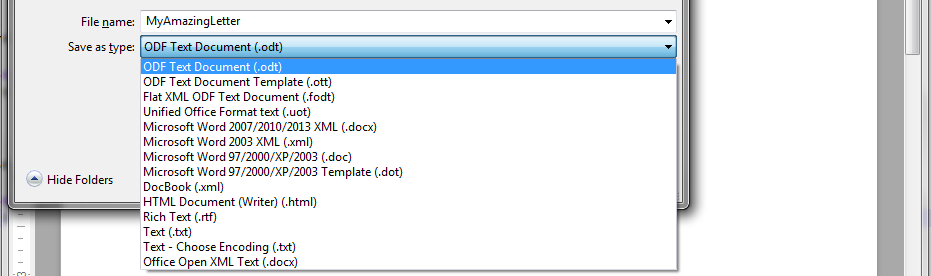 File name: MyAmazingLetter
Save as type: ODF Text Document (.odt)
ODF Text Document (.odt)
ODF Text Document Template (.ott)
Flat XML ODF Text Document (.fodt)
Unified Office Format text (.uot)
Microsoft Word 2007/2010/2013 XML (.docx)
Microsoft Word 2003 XML (.xml)
Microsoft Word 97/2000/XP/2003 (.doc)
Microsoft Word 97/2000/XP/2003 Template (.dot)
Hide Folders
DocBook (.xml)
HTML Document (Writer) (.html)
Rich Text (.rtf)
Text (.txt)
Text - Choose Encoding (.txt)
Office Open XML Text (.docx)